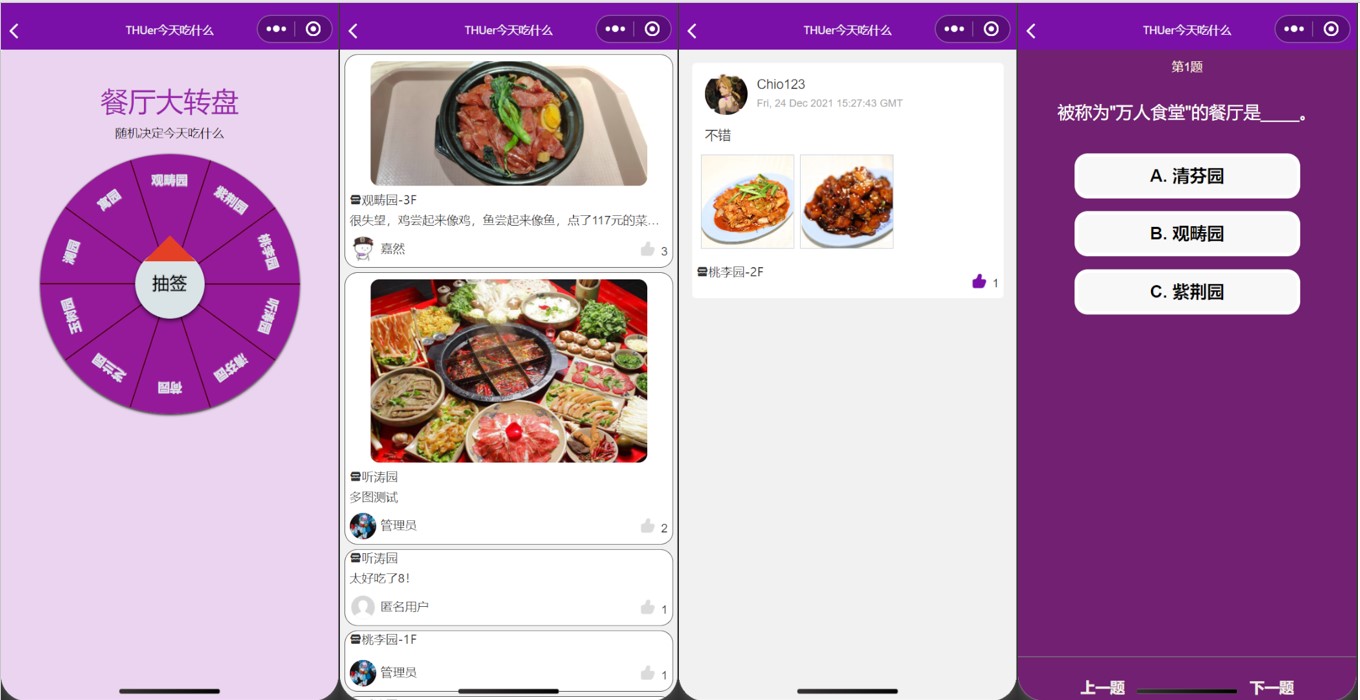 THUer今天吃什么
餐厅大转盘
随机决定今天吃什么
观畴园
紫荆园
桃李园
听涛园
清芬园
荷园
芝兰园
玉树园
澜园
寓园
抽签
THUer今天吃什么
观畴园-3F
很失望，鸡尝起来像鸡，鱼尝起来像鱼，点了117元的菜...
嘉然
3
听涛园
多图测试
管理员
2
听涛园
太好吃了8！
匿名用户
1
桃李园-1F
管理员
1
THUer今天吃什么
Chio123
Fri, 24 Dec 2021 15:27:43 GMT
不错
桃李园-2F
1
THUer今天吃什么
第1题
被称为"万人食堂"的餐厅是____。
A. 清芬园
B. 观畴园
C. 紫荆园
上一题
下一题